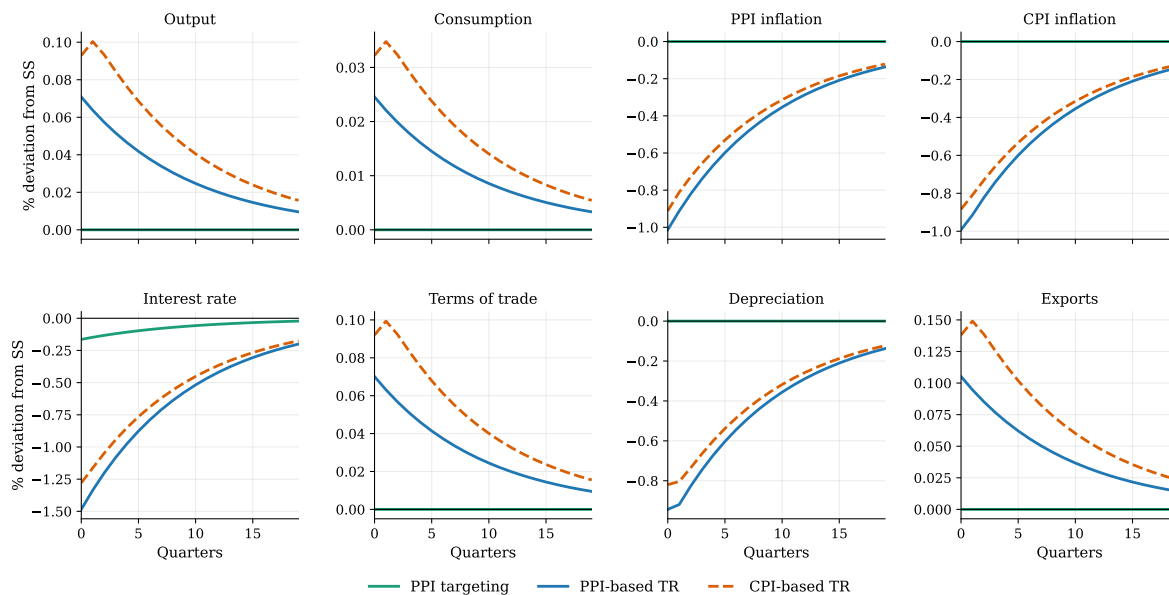 Output
Consumption
PPI inflation
CPI inflation
% deviation from SS
0.10
0.08
0.06
0.04
0.02
0.00
0.03
0.02
0.01
0.00
0.0
−0.2
−0.4
−0.6
−0.8
−1.0
0.0
−0.2
−0.4
−0.6
−0.8
−1.0
Interest rate
Terms of trade
Depreciation
Exports
% deviation from SS
0.00
−0.25
−0.50
−0.75
−1.00
−1.25
−1.50
0.10
0.08
0.06
0.04
0.02
0.00
0.0
−0.2
−0.4
−0.6
−0.8
0.150
0.125
0.100
0.075
0.050
0.025
0.000
0 5 10 15
0 5 10 15
0 5 10 15
0 5 10 15
Quarters
Quarters
Quarters
Quarters
PPI targeting
PPI-based TR
CPI-based TR